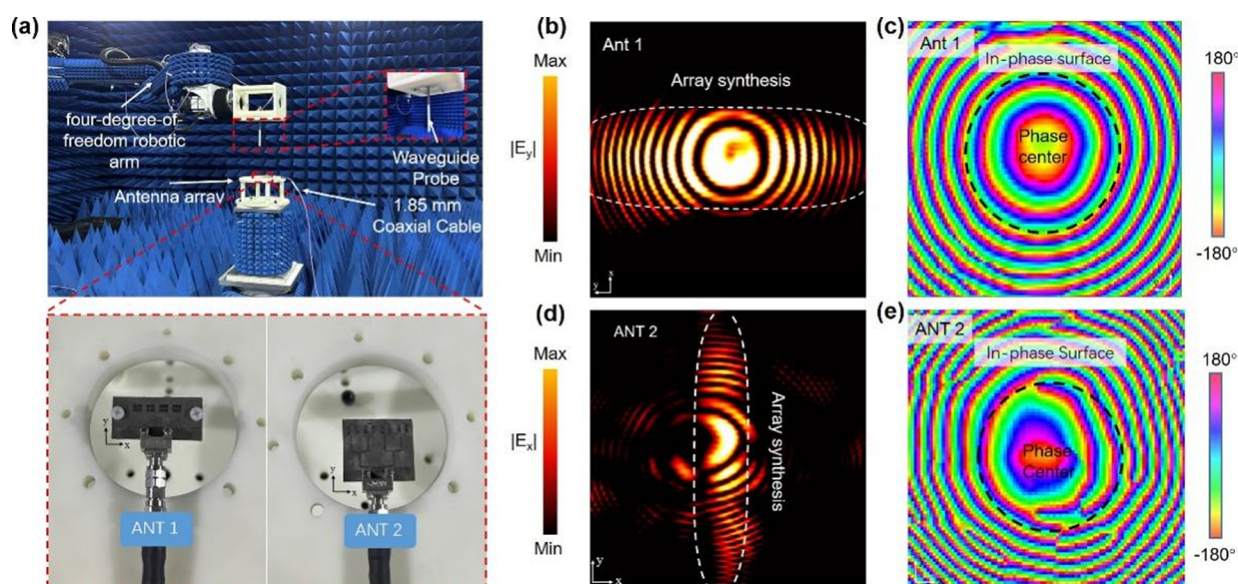 (a)
four-degree-of-
freedom robotic
arm
Antenna array
Waveguide
Probe
1.85 mm
Coaxial Cable
y
x
ANT 1
y
x
ANT 2
(b)
Max
|Ey|
Min
Ant 1
Array synthesis
x
y
(c)
Ant 1
In-phase surface
Phase
center
180°
-180°
(d)
Max
|Ex|
Min
ANT 2
Array synthesis
y
x
(e)
ANT 2
In-phase Surface
Phase
Center
180°
-180°